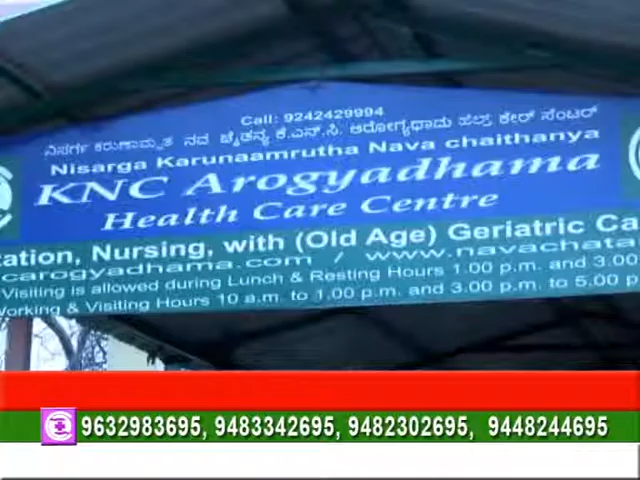 Call: 9242429994
ನಿಸರ್ಗ ಕರುಣಾಮೃತ ನವ ಚೈತನ್ಯ ಕೆ.ಎನ್.ಸಿ. ಆರೋಗ್ಯಧಾಮ ಹೆಲ್ತ್ ಕೇರ್ ಸೆಂಟರ್
Nisarga Karunaamrutha Nava chaithanya
KNC Arogyadhama
Health Care Centre
tation, Nursing, with (Old Age) Geriatric Ca
carogyadhama.com / www.navachata
Visiting is allowed during Lunch & Resting Hours 1.00 p.m. and 3.00
Working & Visiting Hours 10 a.m. to 1.00 p.m. and 3.00 p.m. to 5.00 p
9632983695, 9483342695, 9482302695, 9448244695